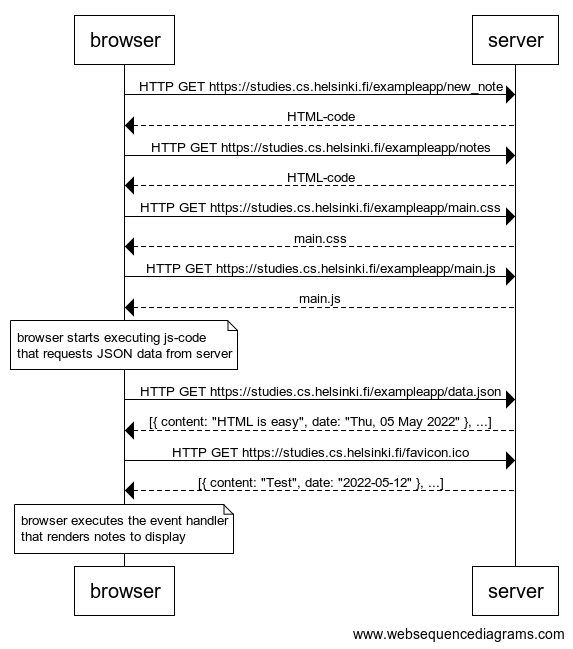 browser
server
HTTP GET https://studies.cs.helsinki.fi/exampleapp/new_note
HTML-code
HTTP GET https://studies.cs.helsinki.fi/exampleapp/notes
HTML-code
HTTP GET https://studies.cs.helsinki.fi/exampleapp/main.css
main.css
HTTP GET https://studies.cs.helsinki.fi/exampleapp/main.js
main.js
browser starts executing js-code
that requests JSON data from server
HTTP GET https://studies.cs.helsinki.fi/exampleapp/data.json
[{ content: "HTML is easy", date: "Thu, 05 May 2022" }, ...]
HTTP GET https://studies.cs.helsinki.fi/favicon.ico
[{ content: "Test", date: "2022-05-12" }, ...]
browser executes the event handler
that renders notes to display
browser
server
www.websequencediagrams.com